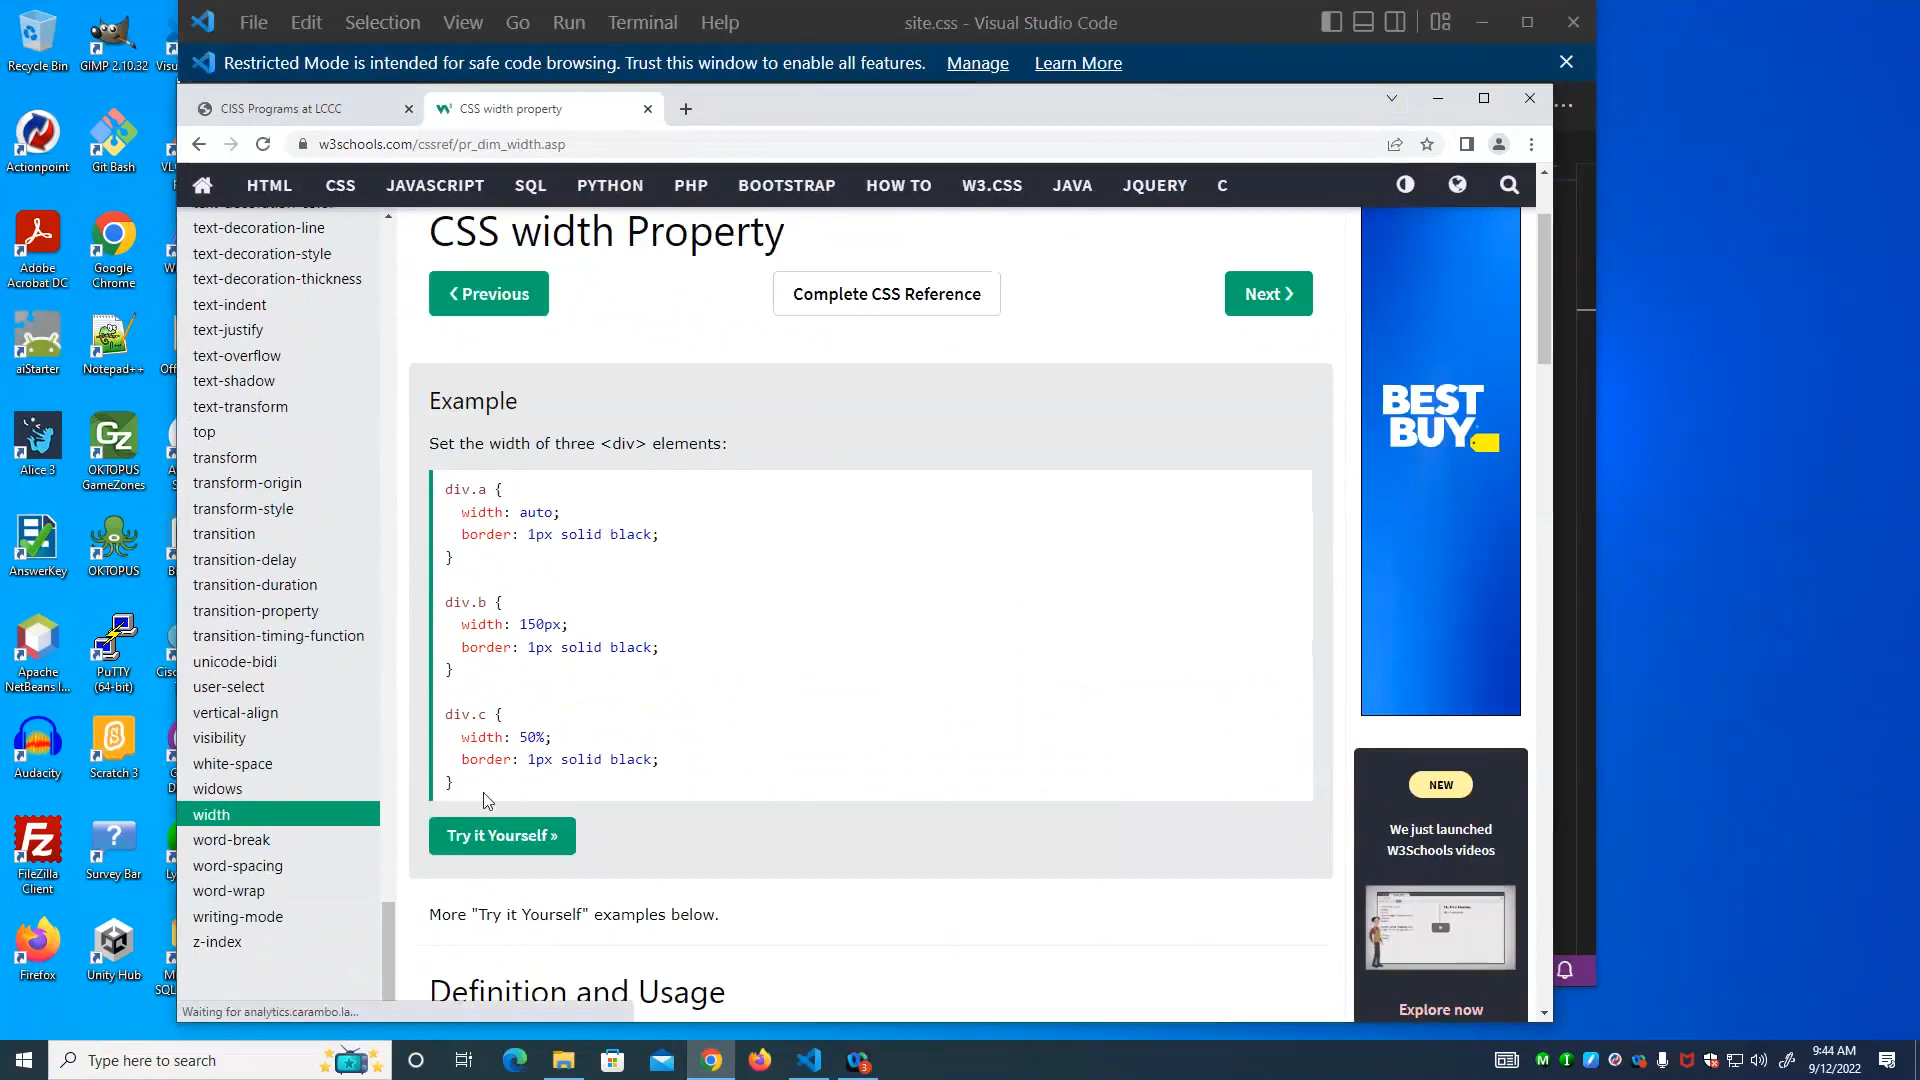 File Edit Selection View Go Run Terminal Help
site.css - Visual Studio Code
Restricted Mode is intended for safe code browsing. Trust this window to enable all features. Manage Learn More
CISS Programs at LCCC
CSS width property
w3schools.com/cssref/pr_dim_width.asp
HTML CSS JAVASCRIPT SQL PYTHON PHP BOOTSTRAP HOW TO W3.CSS JAVA JQUERY C
text-decoration-line
text-decoration-style
text-decoration-thickness
text-indent
text-justify
text-overflow
text-shadow
text-transform
top
transform
transform-origin
transform-style
transition
transition-delay
transition-duration
transition-property
transition-timing-function
unicode-bidi
user-select
vertical-align
visibility
white-space
widows
width
word-break
word-spacing
word-wrap
writing-mode
z-index
CSS width Property
❮ Previous
Complete CSS Reference
Next ❯
Example
Set the width of three <div> elements:
div.a {
width: auto;
border: 1px solid black;
}
div.b {
width: 150px;
border: 1px solid black;
}
div.c {
width: 50%;
border: 1px solid black;
}
Try it Yourself »
More "Try it Yourself" examples below.
Definition and Usage
BEST
BUY
NEW
We just launched
W3Schools videos
Explore now
Waiting for analytics.carambo.la...
Recycle Bin
GIMP 2.10.32
Actionpoint
Git Bash
Adobe
Acrobat DC
Google
Chrome
aiStarter
Notepad++
Alice 3
OKTOPUS
GameZones
AnswerKey
OKTOPUS
Apache
NetBeans I...
PuTTY
(64-bit)
Audacity
Scratch 3
FileZilla
Client
Survey Bar
Firefox
Unity Hub
Type here to search
9:44 AM
9/12/2022